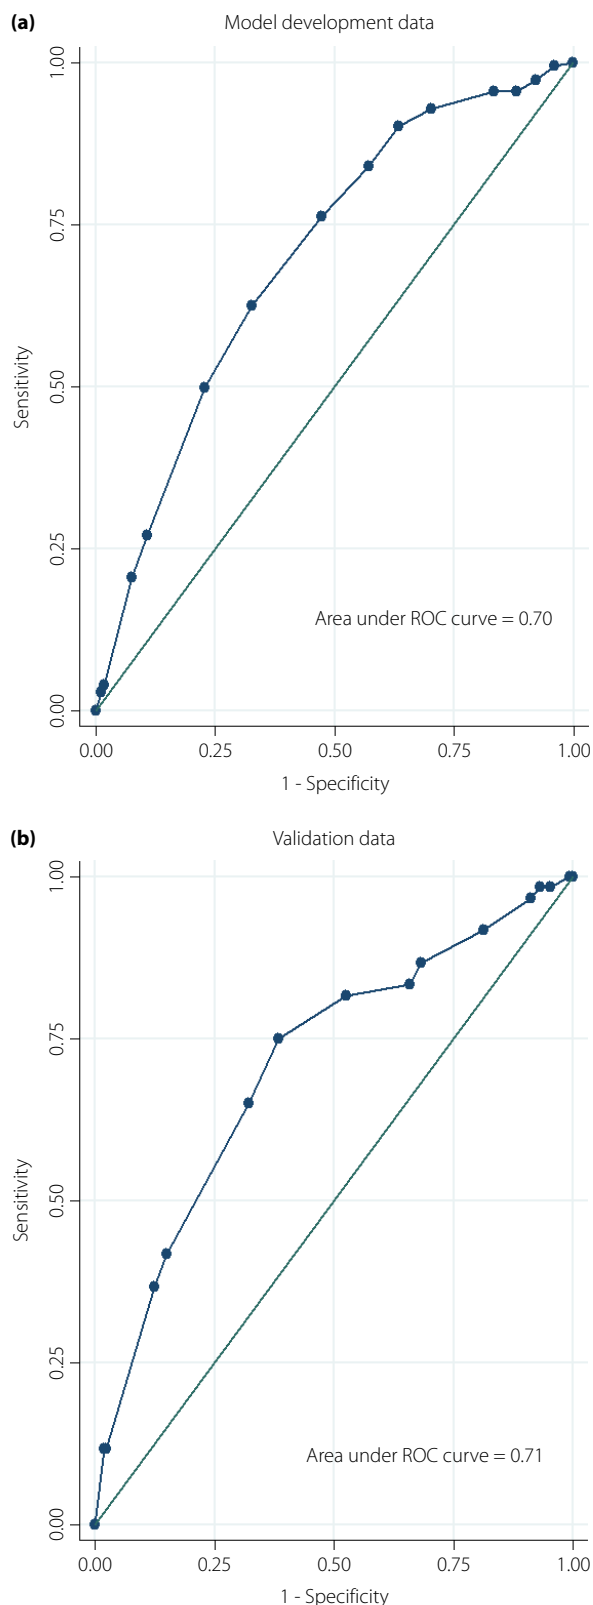 (a) Model development data
1.00
0.75
0.50
0.25
0.00
Sensitivity
Area under ROC curve = 0.70
0.00 0.25 0.50 0.75 1.00
1 - Specificity
(b) Validation data
1.00
0.75
0.50
0.25
0.00
Sensitivity
Area under ROC curve = 0.71
0.00 0.25 0.50 0.75 1.00
1 - Specificity